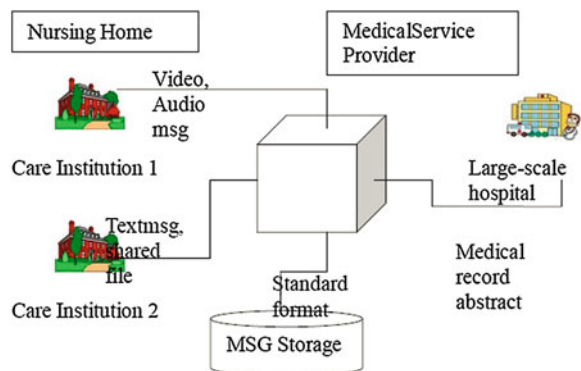 Nursing Home
MedicalService
Provider
Video,
Audio
msg
Care Institution 1
Large-scale
hospital
Textmsg,
shared
file
Care Institution 2
Medical
record
abstract
Standard
format
MSG Storage